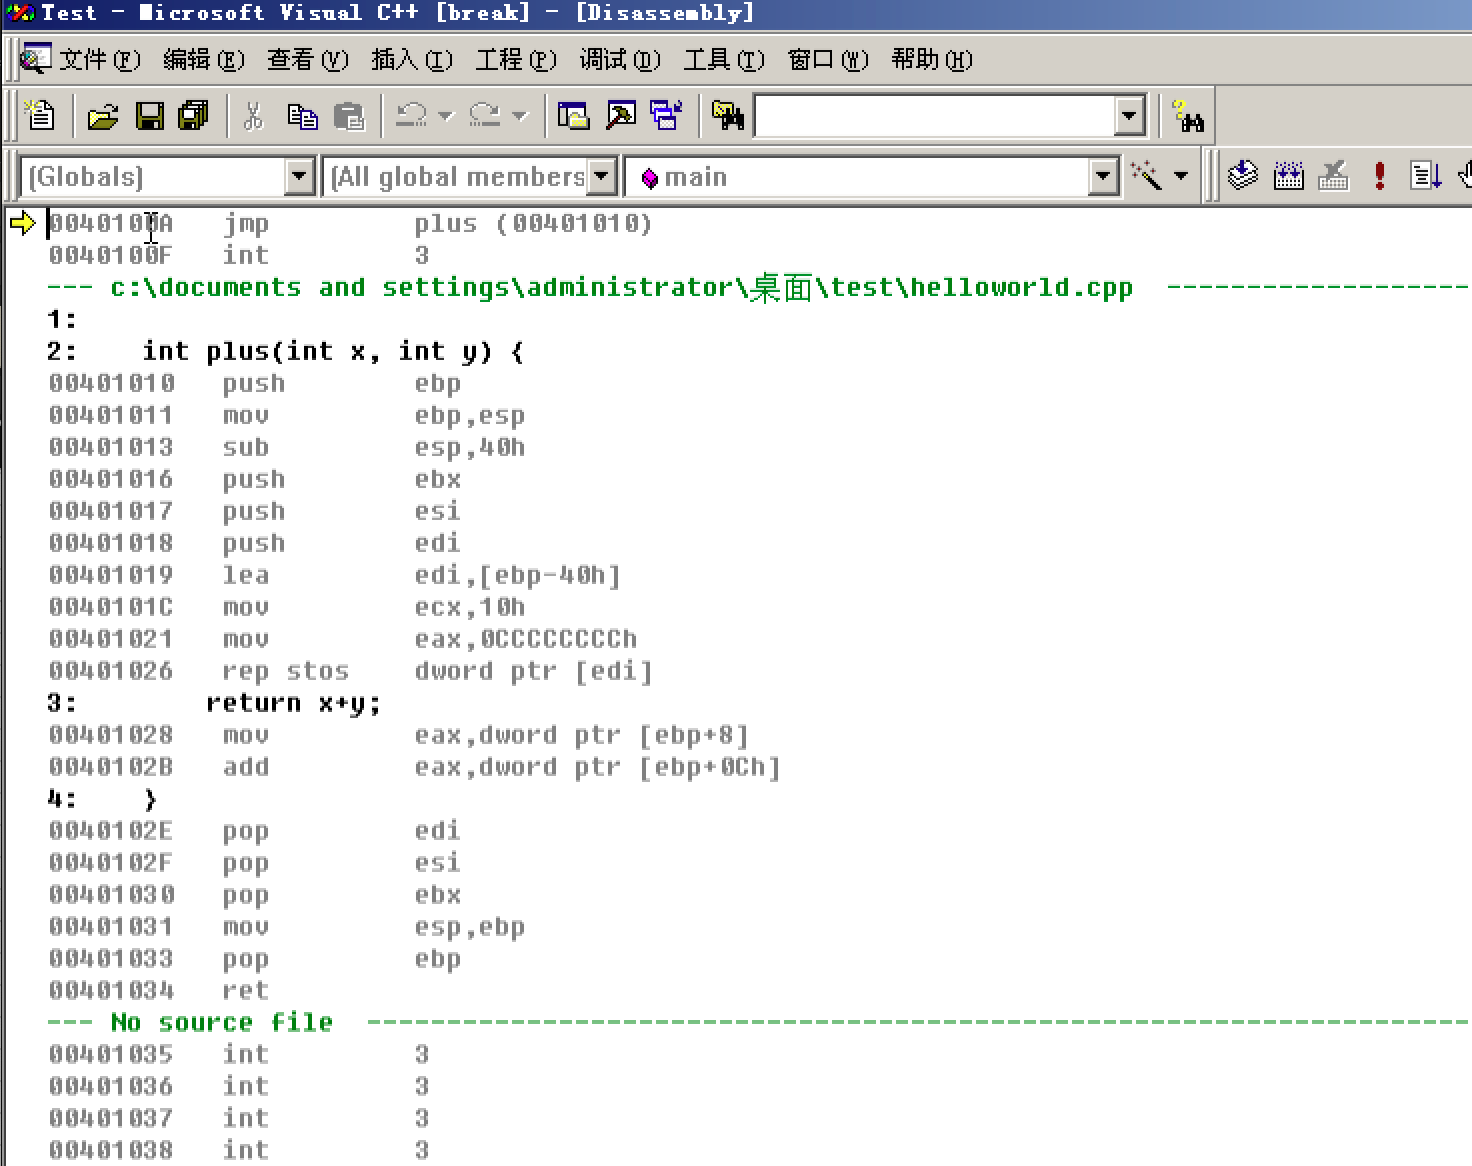 Test - Microsoft Visual C++ [break] - [Disassembly]
文件(F) 编辑(E) 查看(V) 插入(I) 工程(P) 调试(D) 工具(T) 窗口(W) 帮助(H)
(Globals) (All global members main
0040100A jmp plus (00401010)
0040100F int 3
--- c:\documents and settings\administrator\桌面\test\helloworld.cpp -------------------
1:
2: int plus(int x, int y) {
00401010 push ebp
00401011 mov ebp,esp
00401013 sub esp,40h
00401016 push ebx
00401017 push esi
00401018 push edi
00401019 lea edi,[ebp-40h]
0040101C mov ecx,10h
00401021 mov eax,0CCCCCCCCh
00401026 rep stos dword ptr [edi]
3: return x+y;
00401028 mov eax,dword ptr [ebp+8]
0040102B add eax,dword ptr [ebp+0Ch]
4: }
0040102E pop edi
0040102F pop esi
00401030 pop ebx
00401031 mov esp,ebp
00401033 pop ebp
00401034 ret
--- No source file ---------------------------------------------------------------------
00401035 int 3
00401036 int 3
00401037 int 3
00401038 int 3